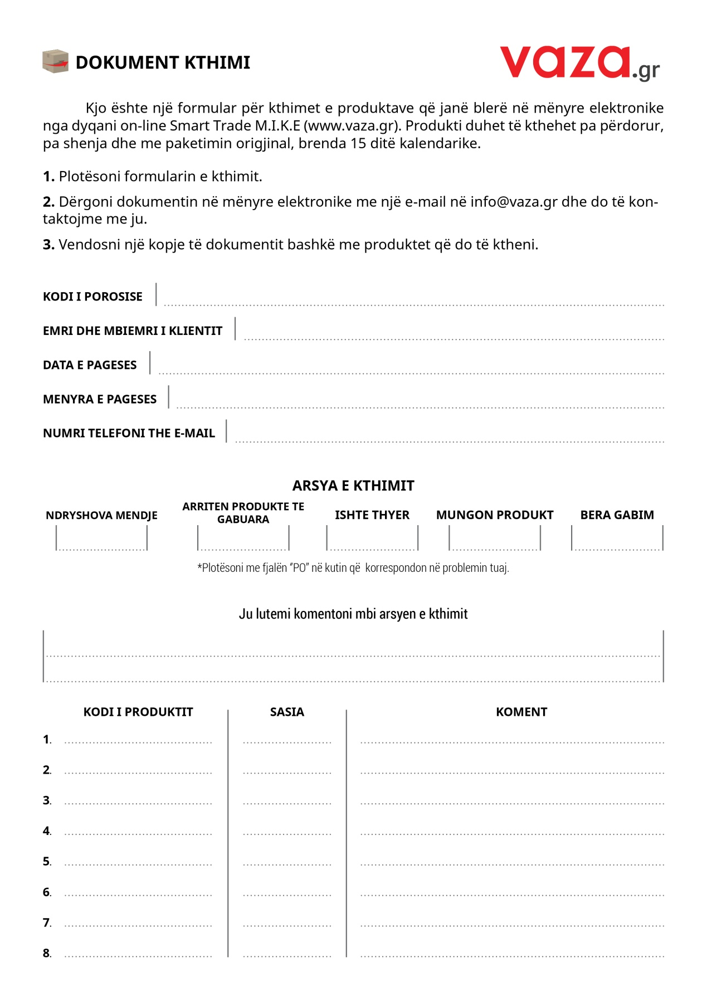 DOKUMENT KTHIMI
vaza.gr
Kjo ështe një formular për kthimet e produktave që janë blerë në mënyre elektronike
nga dyqani on-line Smart Trade M.I.K.E (www.vaza.gr). Produkti duhet të kthehet pa përdorur,
pa shenja dhe me paketimin origjinal, brenda 15 ditë kalendarike.
1. Plotësoni formularin e kthimit.
2. Dërgoni dokumentin në mënyre elektronike me një e-mail në info@vaza.gr dhe do të kon-
taktojme me ju.
3. Vendosni një kopje të dokumentit bashkë me produktet që do të ktheni.
KODI I POROSISE
EMRI DHE MBIEMRI I KLIENTIT
DATA E PAGESES
MENYRA E PAGESES
NUMRI TELEFONI THE E-MAIL
ARSYA E KTHIMIT
NDRYSHOVA MENDJE
ARRITEN PRODUKTE TE
GABUARA
ISHTE THYER
MUNGON PRODUKT
BERA GABIM
*Plotësoni me fjalën “PO” në kutin që  korrespondon në problemin tuaj.
Ju lutemi komentoni mbi arsyen e kthimit
KODI I PRODUKTIT SASIA KOMENT
1.
2.
3.
4.
5.
6.
7.
8.